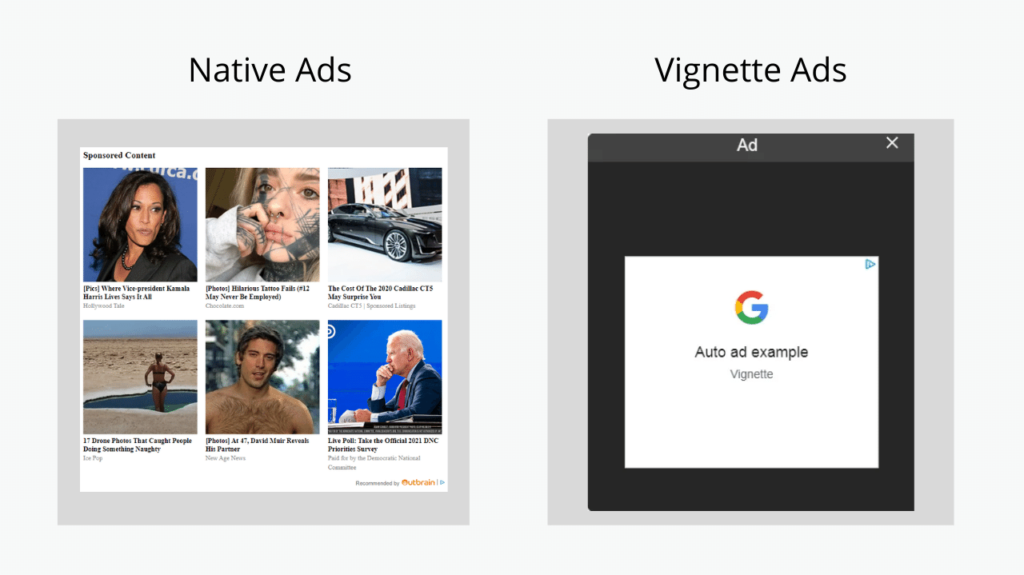 Native Ads
Vignette Ads
Sponsored Content
[Pics] Where Vice-president Kamala
Harris Lives Says It All
Hollywood Tale
[Photos] Hilarious Tattoo Fails (#12
May Never Be Employed)
Chocolate.com
The Cost Of The 2020 Cadillac CT5
May Surprise You
Cadillac CT5 | Sponsored Listings
17 Drone Photos That Caught People
Doing Something Naughty
Ice Pop
[Photos] At 47, David Muir Reveals
His Partner
New Age News
Live Poll: Take the Official 2021 DNC
Priorities Survey
Paid for by the Democratic National
Committee
Recommended by Outbrain
Ad
Auto ad example
Vignette